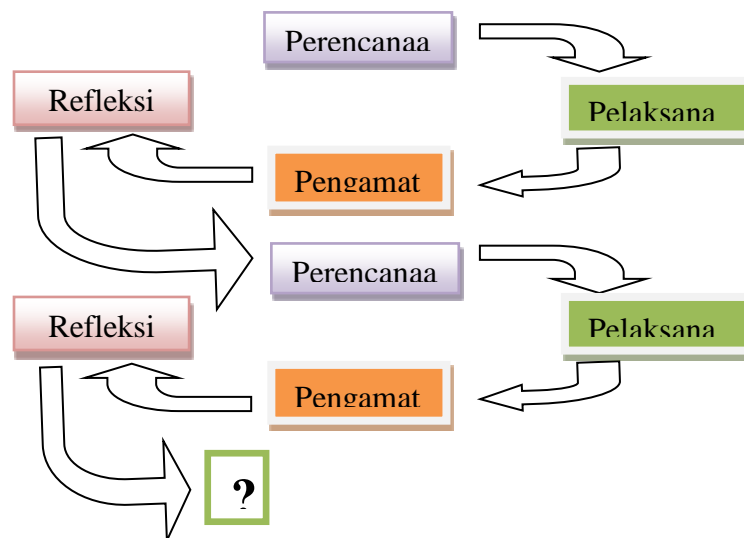 Perencanaa
Refleksi
Pelaksana
Pengamat
Perencanaa
Refleksi
Pelaksana
Pengamat
?